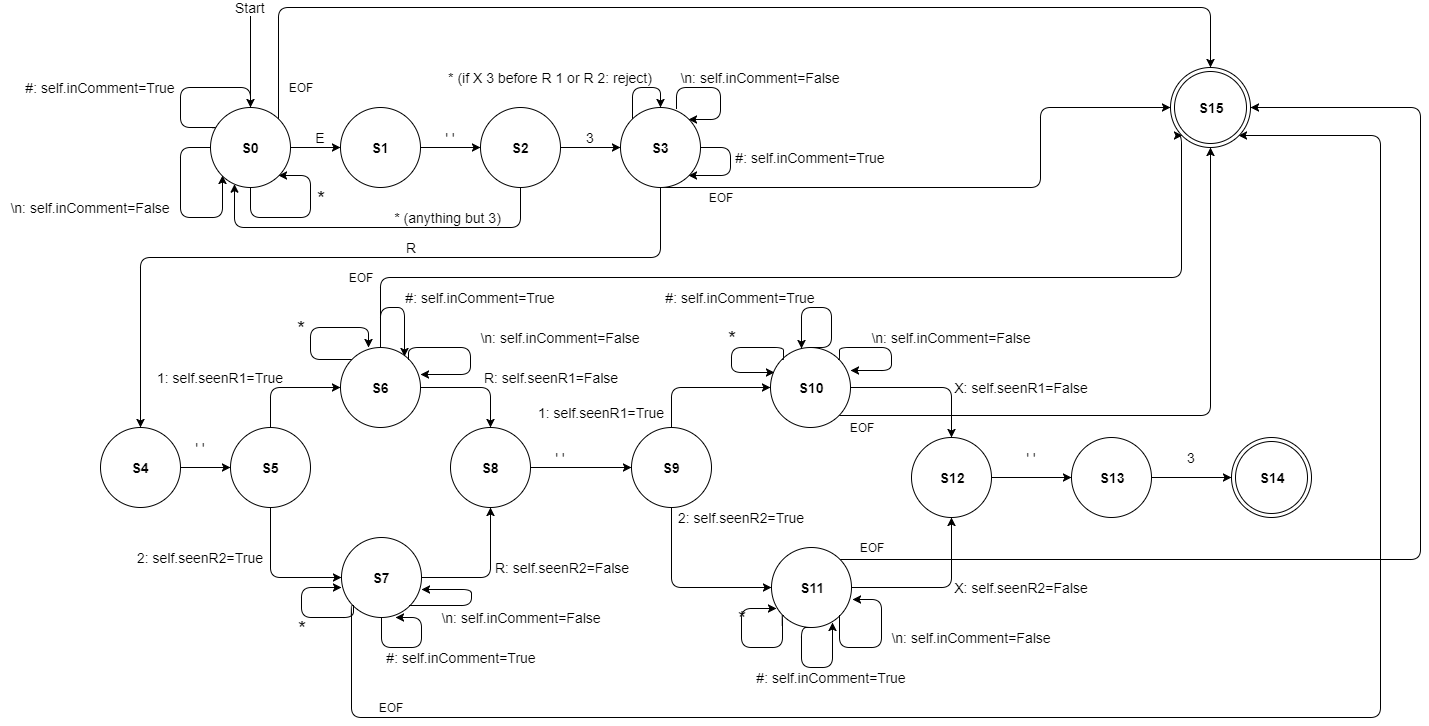 Start
EOF
* (if X 3 before R 1 or R 2: reject)
\n: self.inComment=False
#: self.inComment=True
S15
E
' '
3
S0
S1
S2
S3
#: self.inComment=True
*
EOF
\n: self.inComment=False
* (anything but 3)
R
EOF
#: self.inComment=True
#: self.inComment=True
*
\n: self.inComment=False
*
\n: self.inComment=False
1: self.seenR1=True
S6
R: self.seenR1=False
S10
X: self.seenR1=False
1: self.seenR1=True
EOF
' '
' '
' '
3
S4
S5
S8
S9
S12
S13
S14
2: self.seenR2=True
2: self.seenR2=True
EOF
S7
R: self.seenR2=False
S11
X: self.seenR2=False
*
\n: self.inComment=False
*
\n: self.inComment=False
#: self.inComment=True
#: self.inComment=True
EOF